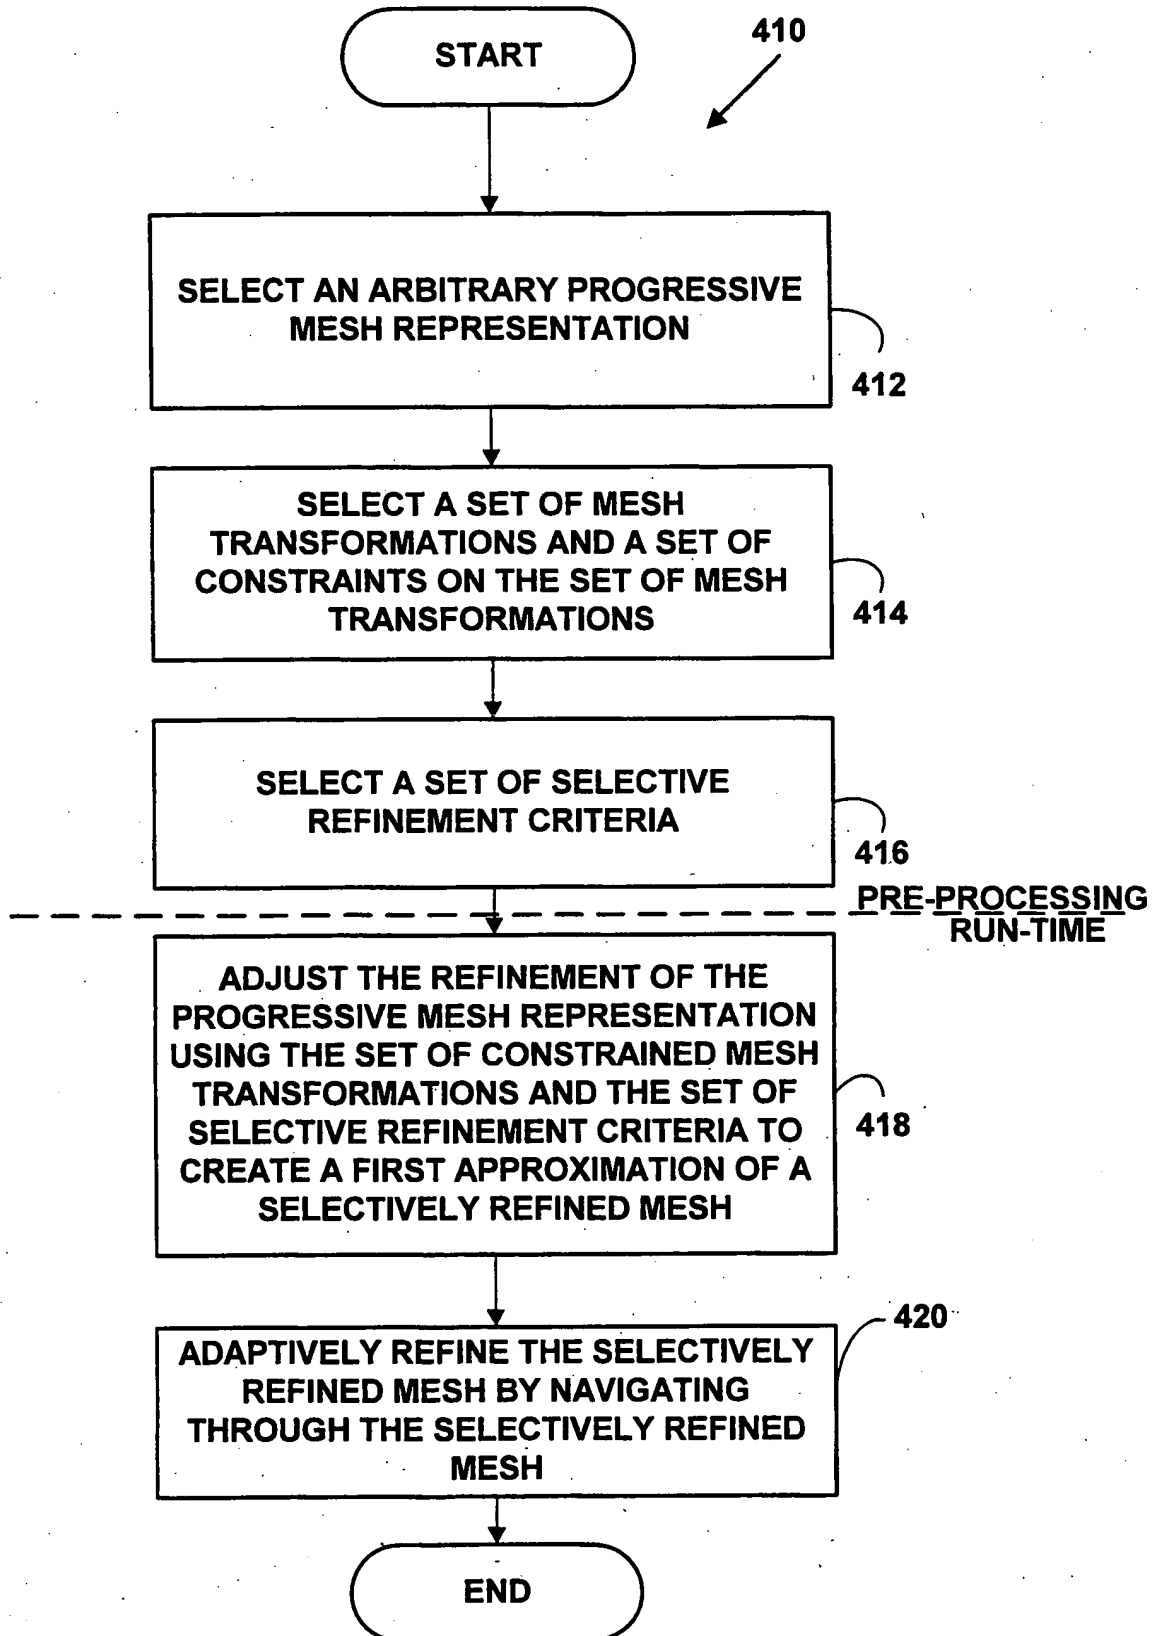 START
410
SELECT AN ARBITRARY PROGRESSIVE
MESH REPRESENTATION
412
SELECT A SET OF MESH
TRANSFORMATIONS AND A SET OF
CONSTRAINTS ON THE SET OF MESH
TRANSFORMATIONS
414
SELECT A SET OF SELECTIVE
REFINEMENT CRITERIA
416
PRE-PROCESSING
RUN-TIME
ADJUST THE REFINEMENT OF THE
PROGRESSIVE MESH REPRESENTATION
USING THE SET OF CONSTRAINED MESH
TRANSFORMATIONS AND THE SET OF
SELECTIVE REFINEMENT CRITERIA TO
CREATE A FIRST APPROXIMATION OF A
SELECTIVELY REFINED MESH
418
420
ADAPTIVELY REFINE THE SELECTIVELY
REFINED MESH BY NAVIGATING
THROUGH THE SELECTIVELY REFINED
MESH
END